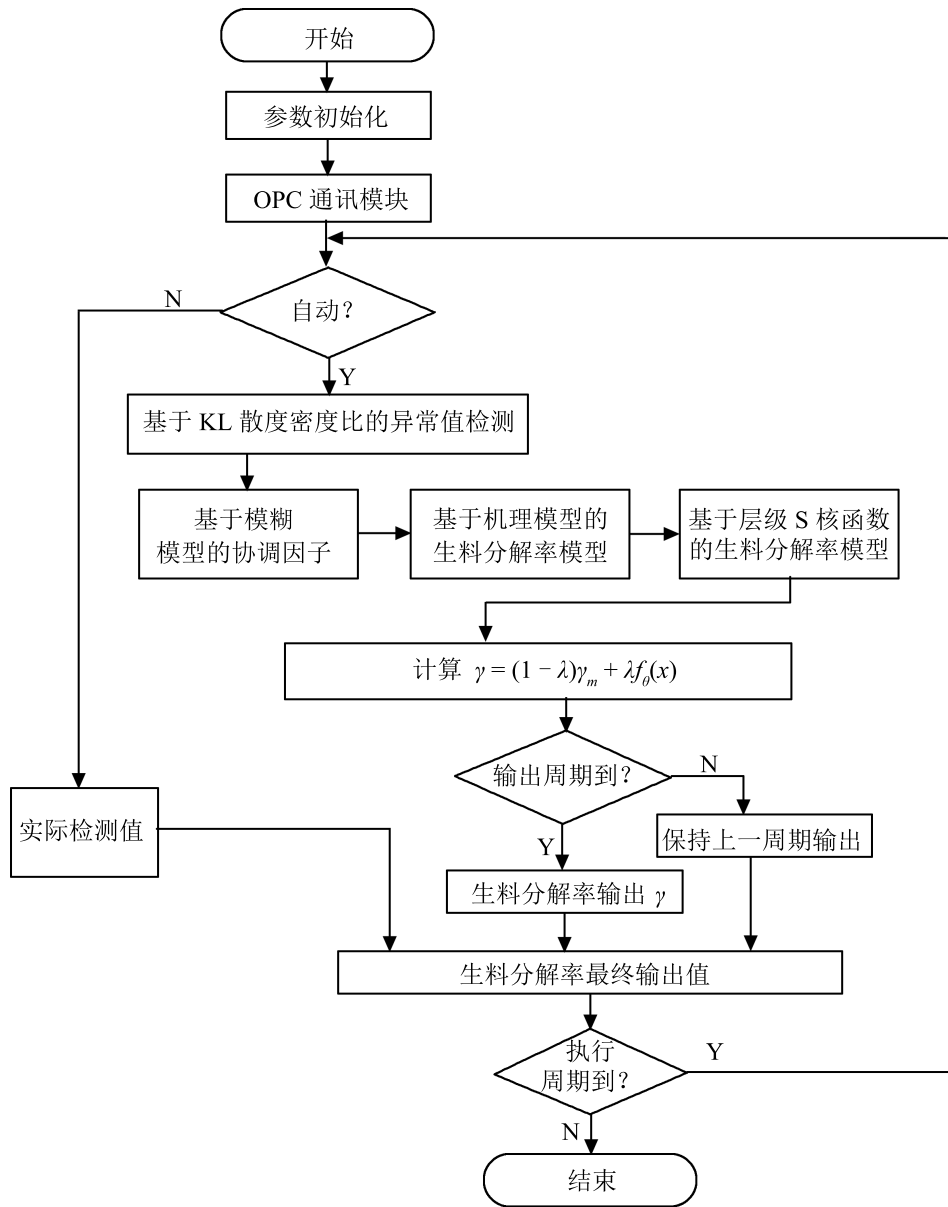 开始
参数初始化
OPC 通讯模块
自动？
N
Y
基于 KL 散度密度比的异常值检测
基于模糊
模型的协调因子
基于机理模型的
生料分解率模型
基于层级 S 核函数
的生料分解率模型
计算 γ = (1 − λ)γₘ + λf_θ(x)
输出周期到？
N
Y
实际检测值
保持上一周期输出
生料分解率输出 γ
生料分解率最终输出值
执行
周期到？
Y
N
结束